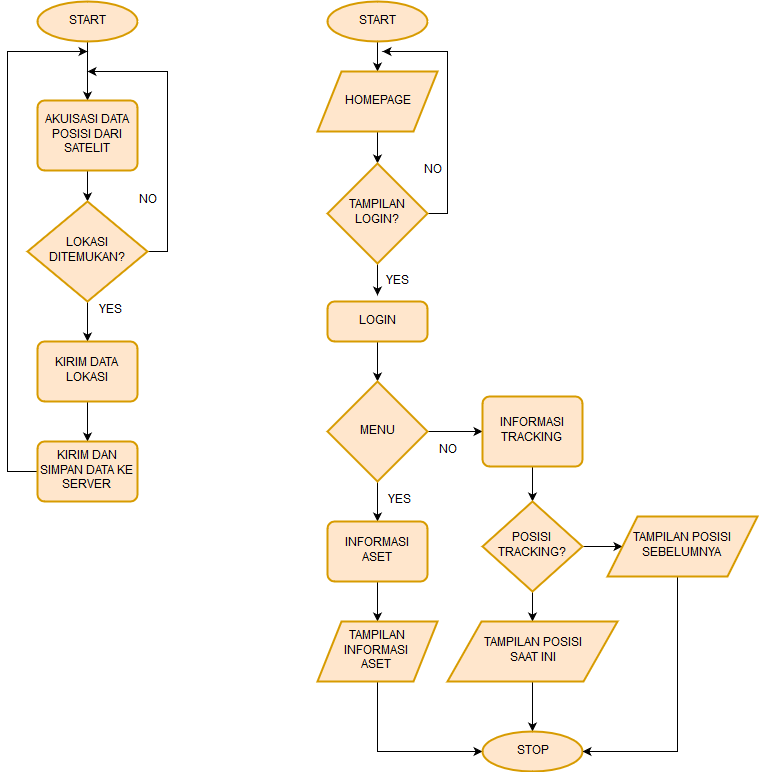 START
AKUISASI DATA
POSISI DARI
SATELIT
NO
LOKASI
DITEMUKAN?
YES
KIRIM DATA
LOKASI
KIRIM DAN
SIMPAN DATA KE
SERVER
START
HOMEPAGE
NO
TAMPILAN
LOGIN?
YES
LOGIN
MENU
NO
INFORMASI
TRACKING
YES
INFORMASI
ASET
POSISI
TRACKING?
TAMPILAN POSISI
SEBELUMNYA
TAMPILAN
INFORMASI
ASET
TAMPILAN POSISI
SAAT INI
STOP